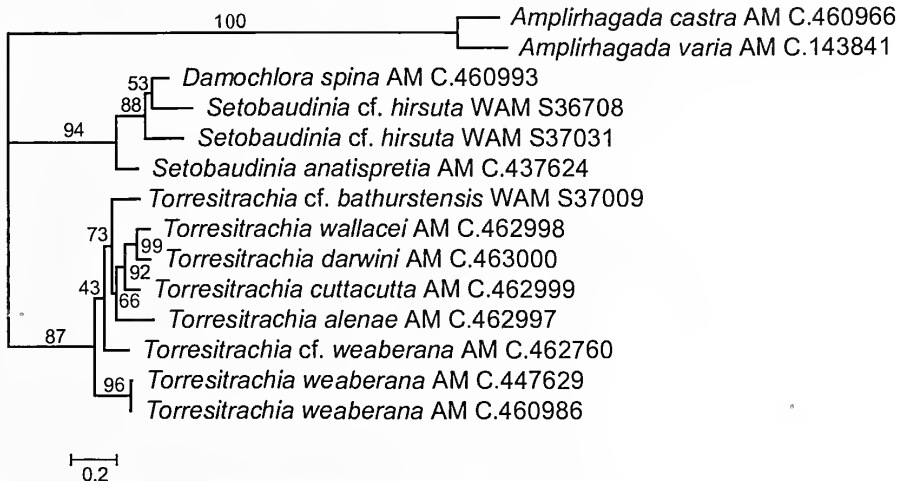 100
Amplirhagada castra AM C.460966
Amplirhagada varia AM C.143841
53
Damochlora spina AM C.460993
88
Setobaudinia cf. hirsuta WAM S36708
94
Setobaudinia cf. hirsuta WAM S37031
Setobaudinia anatispretia AM C.437624
Torresitrachia cf. bathurstensis WAM S37009
73
Torresitrachia wallacei AM C.462998
99
Torresitrachia darwini AM C.463000
92
43
Torresitrachia cuttacutta AM C.462999
66
Torresitrachia alenae AM C.462997
87
Torresitrachia cf. weaberana AM C.462760
96
Torresitrachia weaberana AM C.447629
Torresitrachia weaberana AM C.460986
0.2